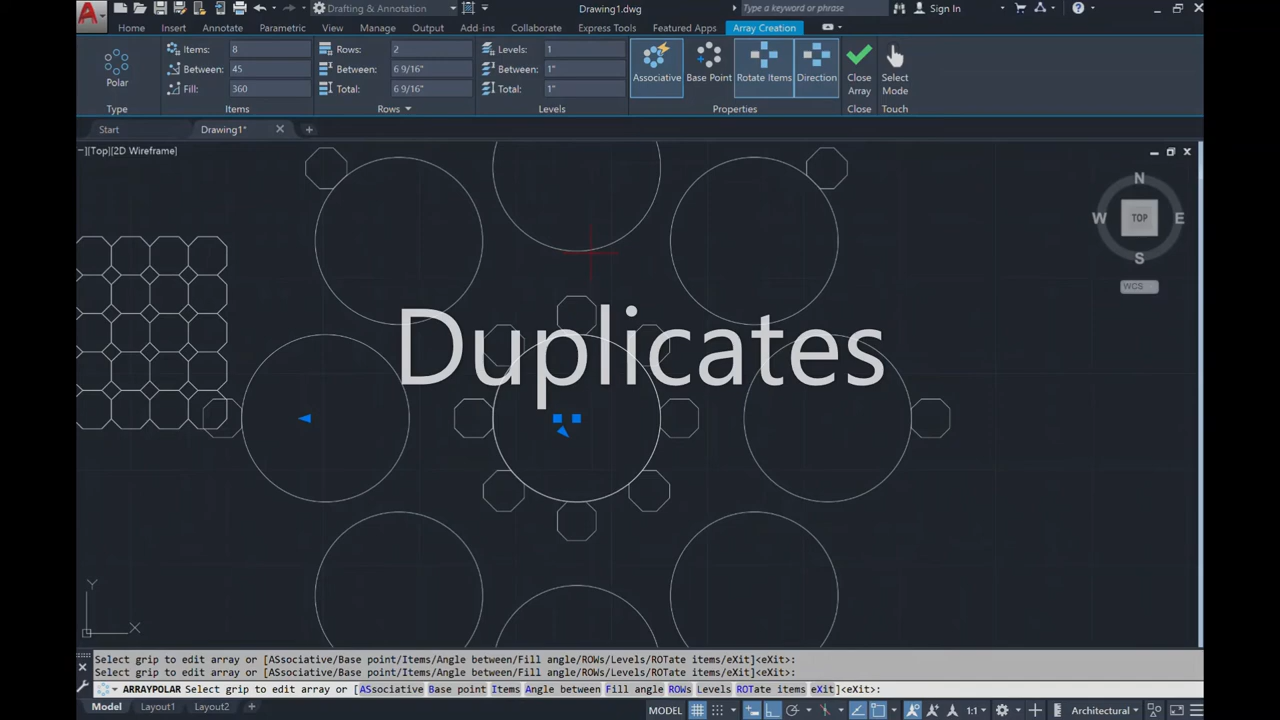 Drafting & Annotation
Drawing1.dwg
Type a keyword or phrase
Sign In
Home Insert Annotate Parametric View Manage Output Add-ins Collaborate Express Tools Featured Apps Array Creation
Items: 8 Rows: 2 Levels: 1
Between: 45 Between: 6 9/16" Between: 1"
Fill: 360 Total: 6 9/16" Total: 1"
Polar Associative Base Point Rotate Items Direction Close Array Select Mode
Type Items Rows Levels Properties Close Touch
Start Drawing1*
−][Top][2D Wireframe]
N
W TOP E
S
WCS
Duplicates
Y
X
Select grip to edit array or [ASsociative/Base point/Items/Angle between/Fill angle/ROWs/Levels/ROTate items/eXit]<eXit>:
Select grip to edit array or [ASsociative/Base point/Items/Angle between/Fill angle/ROWs/Levels/ROTate items/eXit]<eXit>:
ARRAYPOLAR Select grip to edit array or [ASsociative Base point Items Angle between Fill angle ROWs Levels ROTate items eXit]<eXit>:
Model Layout1 Layout2 MODEL 1:1 Architectural